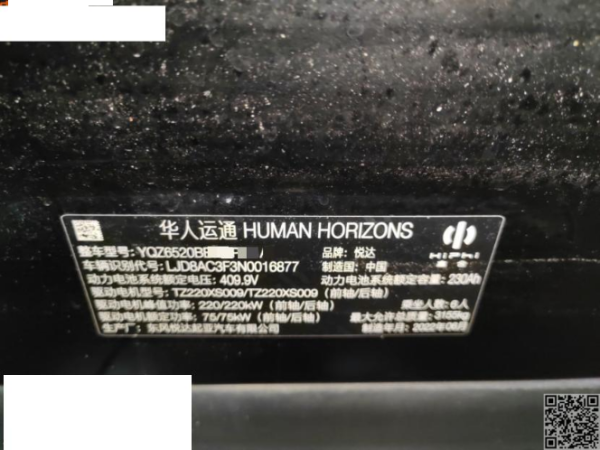 华人运通 HUMAN HORIZONS
HiPhi
整车型号: YQZ6520BE
品牌: 悦达
车辆识别代号: LJD8AC3F3N0016877
制造国: 中国
动力电池系统额定电压: 409.9V
动力电池系统额定容量: 230Ah
驱动电机型号: TZ220XS009/TZ220XS009 (前轴/后轴)
驱动电机峰值功率: 220/220kW (前轴/后轴)
乘坐人数: 6人
驱动电机额定功率: 75/75kW (前轴/后轴)
最大允许总质量: 3155kg
生产厂: 东风悦达起亚汽车有限公司
制造年月: 2022年06月